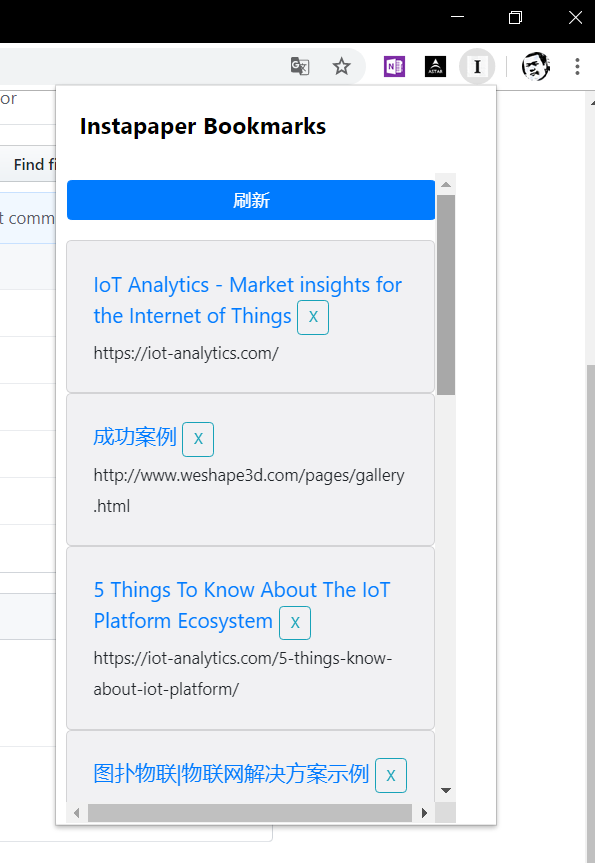 or
Find fi
t comm
Instapaper Bookmarks
刷新
IoT Analytics - Market insights for
the Internet of Things X
https://iot-analytics.com/
成功案例 X
http://www.weshape3d.com/pages/gallery
.html
5 Things To Know About The IoT
Platform Ecosystem X
https://iot-analytics.com/5-things-know-
about-iot-platform/
图扑物联|物联网解决方案示例 X